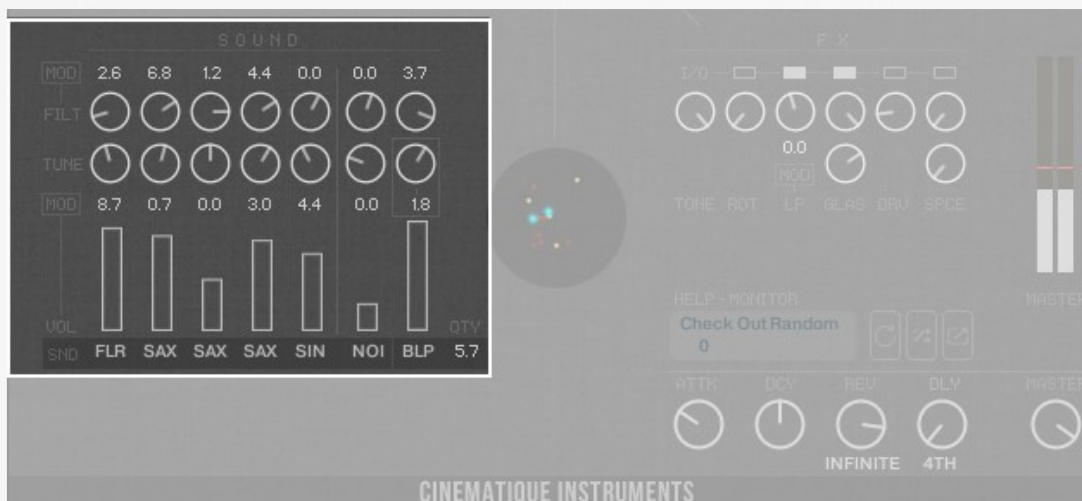 SOUND
MOD 2.6 6.8 1.2 4.4 0.0 0.0 3.7
FILT
TUNE
MOD 8.7 0.7 0.0 3.0 4.4 0.0 1.8
VOL QTY
SND FLR SAX SAX SAX SIN NOI BLP 5.7
FX
I/O
0.0
MOD
TONE ROT LP GLAS DRV SPCE
HELP-MONITOR MASTER
Check Out Random
0
ATTK DCY REV DLY MASTER
INFINITE 4TH
CINEMATIQUE INSTRUMENTS